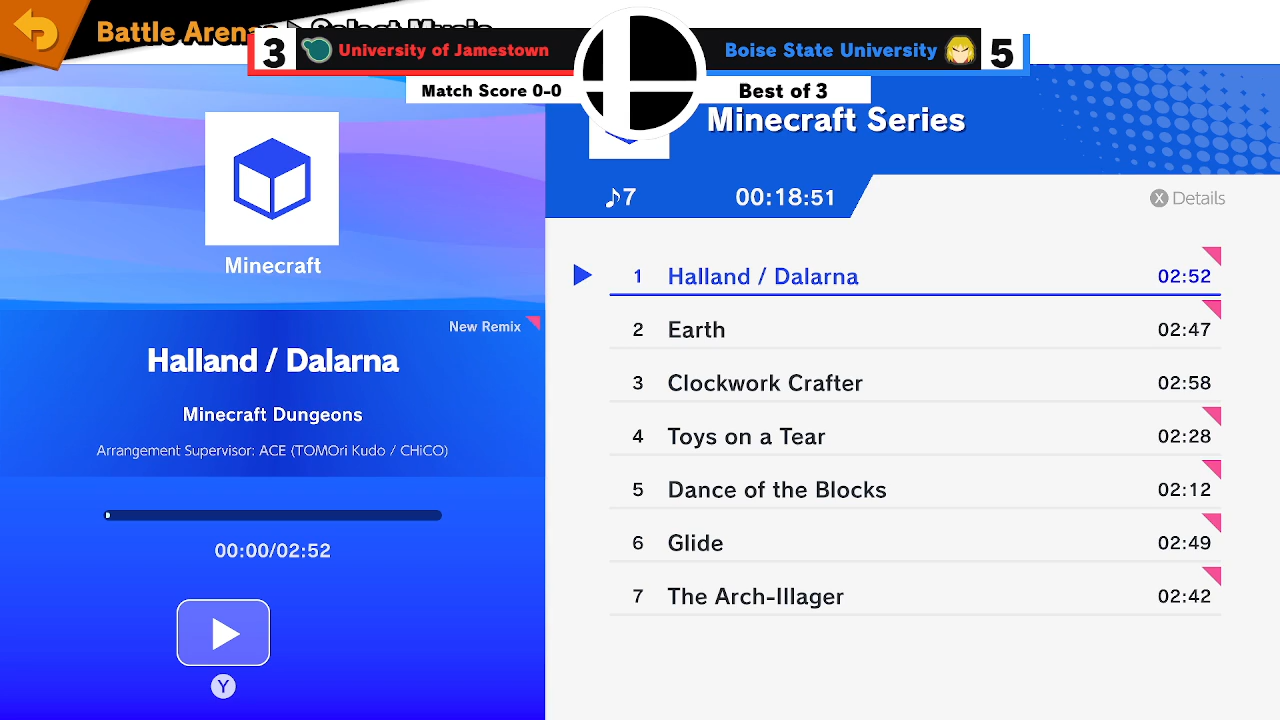 Battle Arena ▶ Select Music
3 University of Jamestown
Boise State University 5
Match Score 0-0
Best of 3
Minecraft
New Remix
Halland / Dalarna
Minecraft Dungeons
Arrangement Supervisor: ACE (TOMOri Kudo / CHiCO)
00:00/02:52
Y
Minecraft Series
♪7 00:18:51
X Details
1 Halland / Dalarna 02:52
2 Earth 02:47
3 Clockwork Crafter 02:58
4 Toys on a Tear 02:28
5 Dance of the Blocks 02:12
6 Glide 02:49
7 The Arch-Illager 02:42